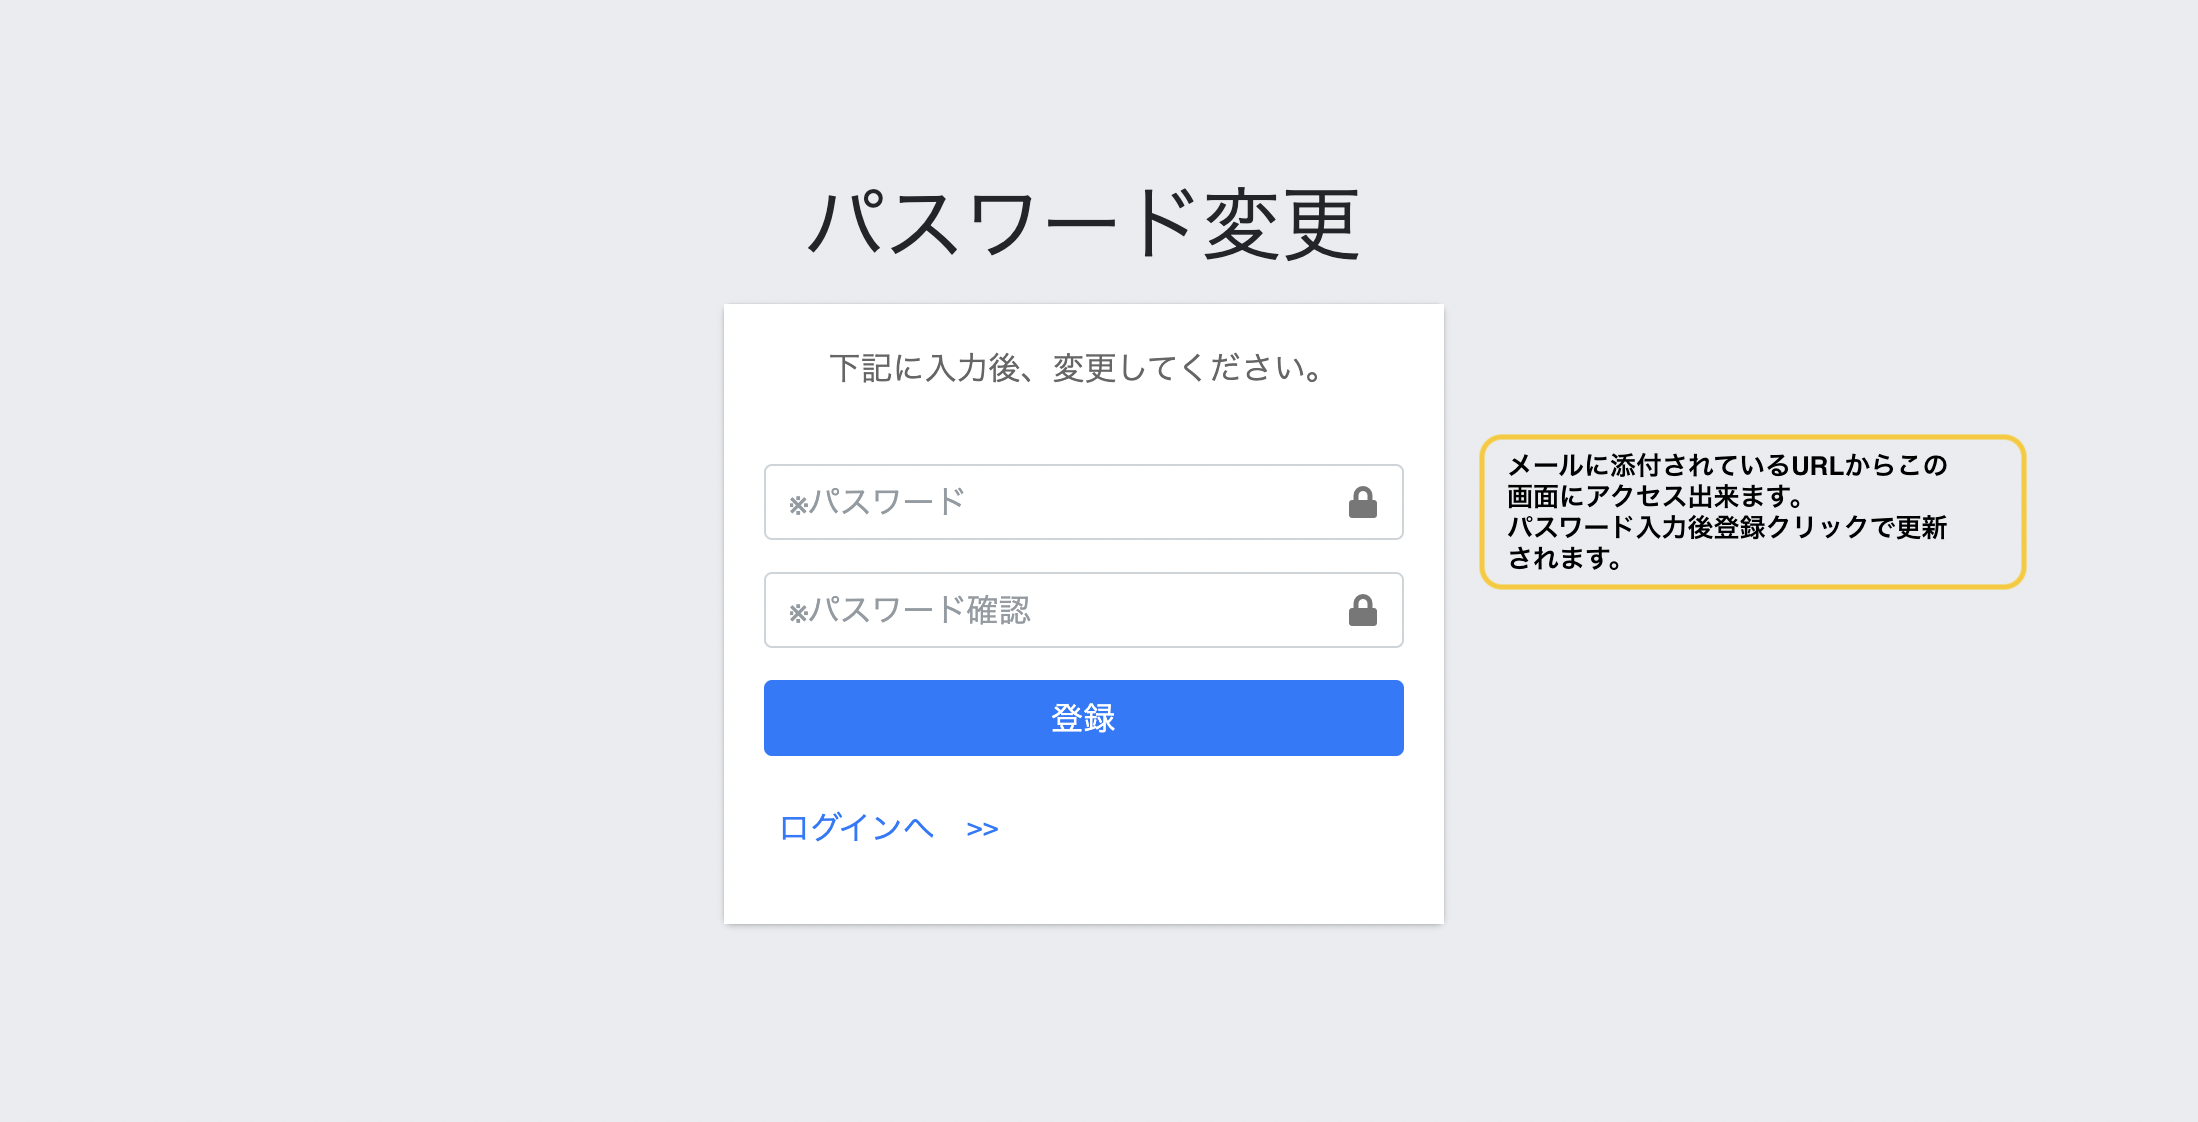 パスワード変更
下記に入力後、変更してください。
※パスワード
※パスワード確認
登録
ログインへ　>>
メールに添付されているURLからこの
画面にアクセス出来ます。
パスワード入力後登録クリックで更新
されます。